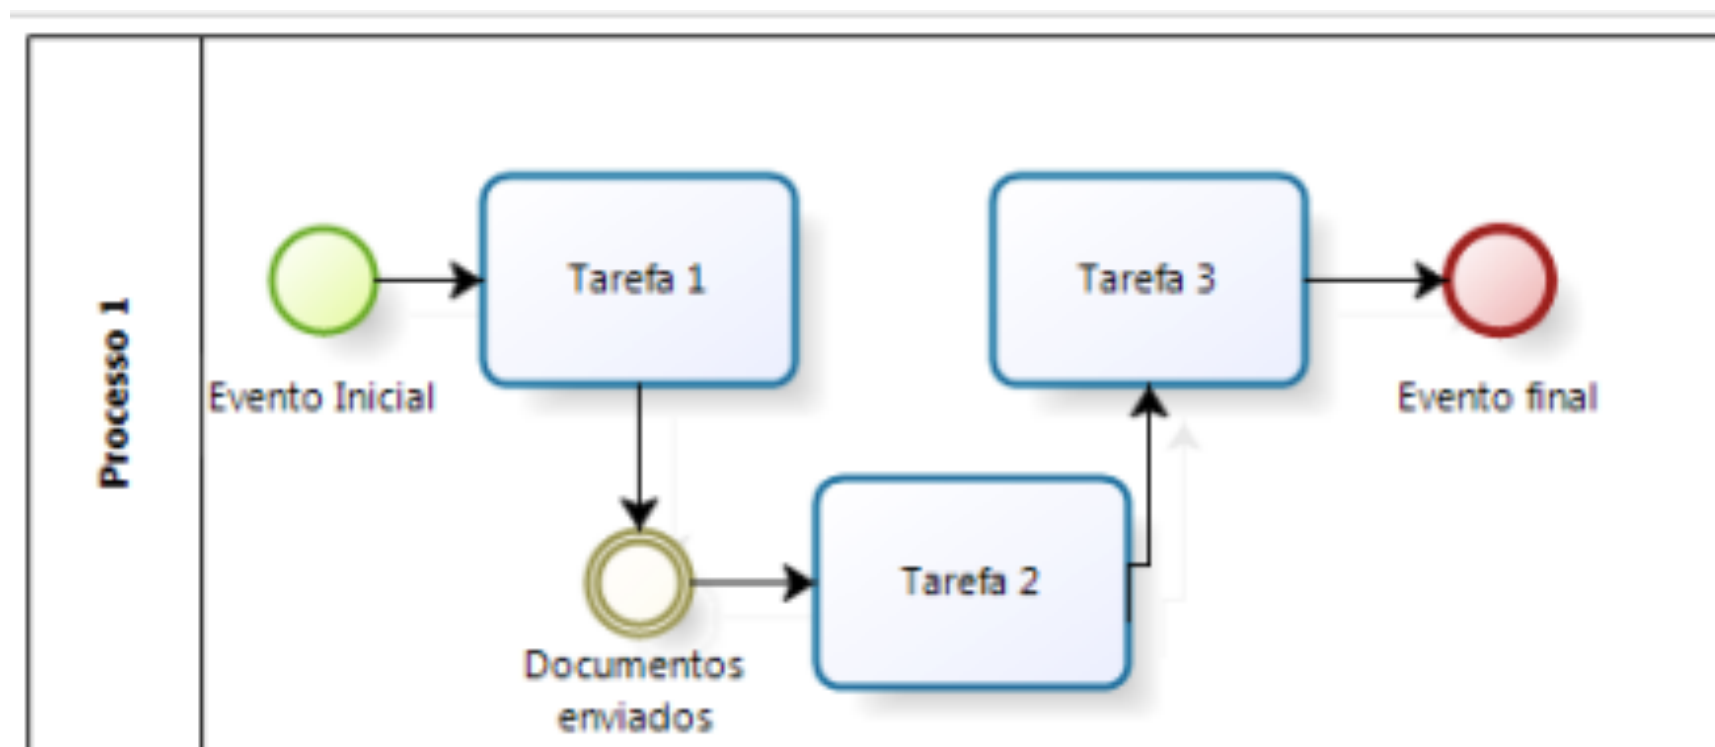 Processo 1
Evento Inicial
Tarefa 1
Documentos
enviados
Tarefa 2
Tarefa 3
Evento final